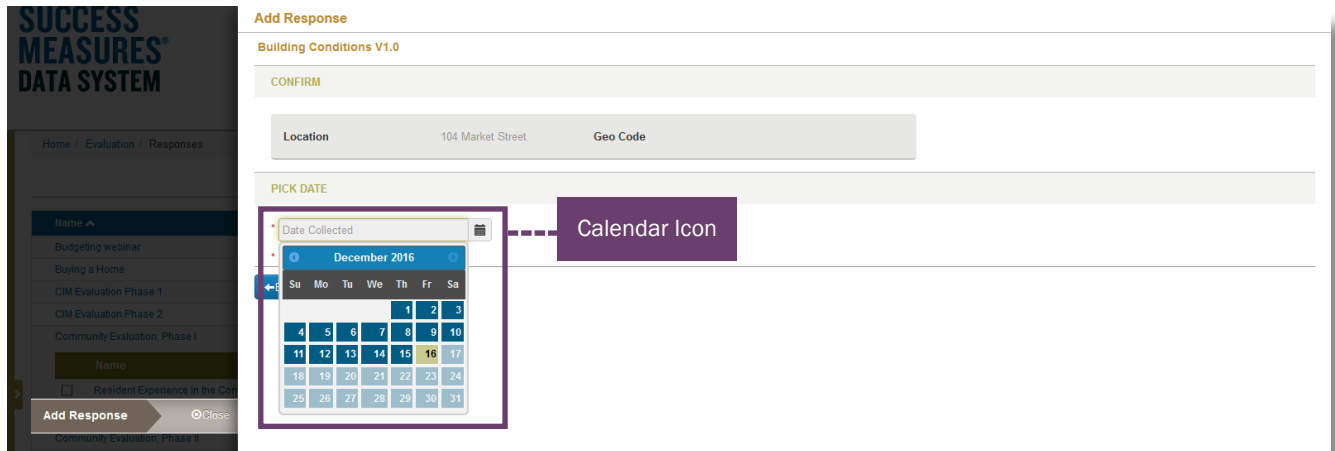 SUCCESS
MEASURES®
DATA SYSTEM
Home / Evaluation / Responses
Name
Budgeting webinar
Buying a Home
CIM Evaluation Phase 1
CIM Evaluation Phase 2
Community Evaluation, Phase I
Name
Resident Experience in the Com
Add Response Close
Community Evaluation, Phase II
Add Response
Building Conditions V1.0
CONFIRM
Location 104 Market Street Geo Code
PICK DATE
* Date Collected
*
Calendar Icon
December 2016
Su Mo Tu We Th Fr Sa
1 2 3
4 5 6 7 8 9 10
11 12 13 14 15 16 17
18 19 20 21 22 23 24
25 26 27 28 29 30 31